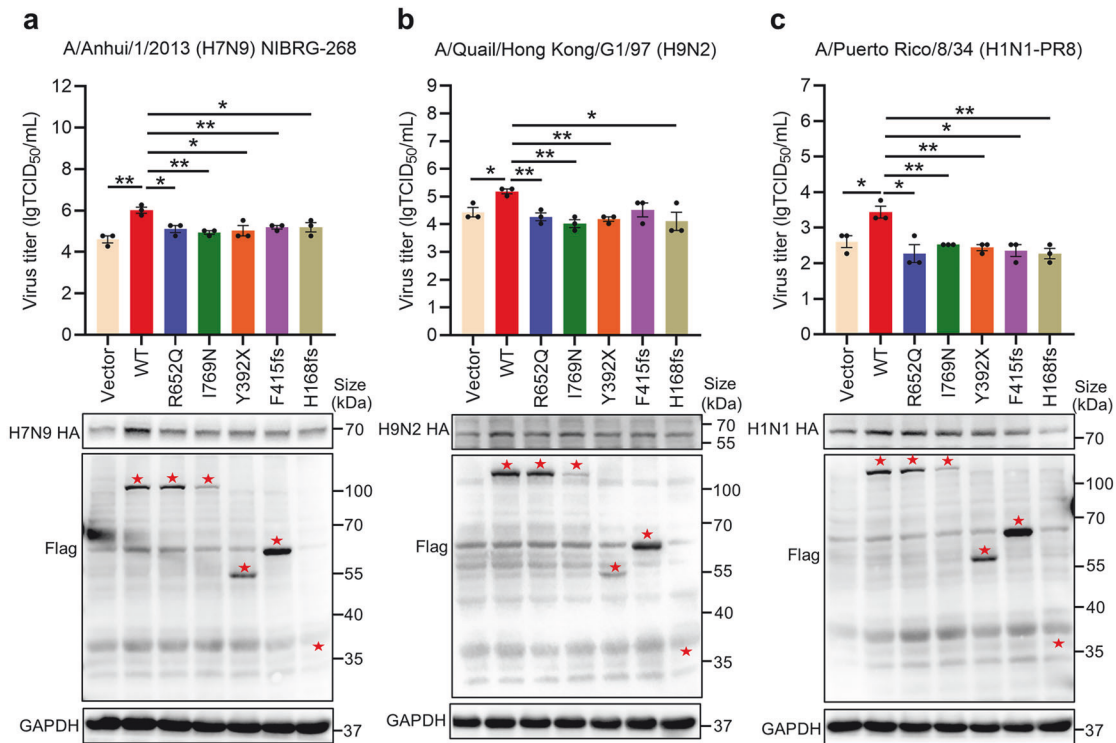 a
A/Anhui/1/2013 (H7N9) NIBRG-268
Virus titer (lgTCID50/mL)
12
10
8
6
4
2
0
*
**
*
**
** *
Vector
WT
R652Q
I769N
Y392X
F415fs
H168fs
Size
(kDa)
H7N9 HA
70
Flag
100
70
55
40
35
GAPDH
37
b
A/Quail/Hong Kong/G1/97 (H9N2)
Virus titer (lgTCID50/mL)
9
8
7
6
5
4
3
2
1
0
*
**
**
* **
Vector
WT
R652Q
I769N
Y392X
F415fs
H168fs
Size
(kDa)
H9N2 HA
70
55
Flag
100
70
55
40
35
GAPDH
37
c
A/Puerto Rico/8/34 (H1N1-PR8)
Virus titer (lgTCID50/mL)
7
6
5
4
3
2
1
0
**
*
**
**
* *
Vector
WT
R652Q
I769N
Y392X
F415fs
H168fs
Size
(kDa)
H1N1 HA
70
Flag
100
70
55
40
35
GAPDH
37